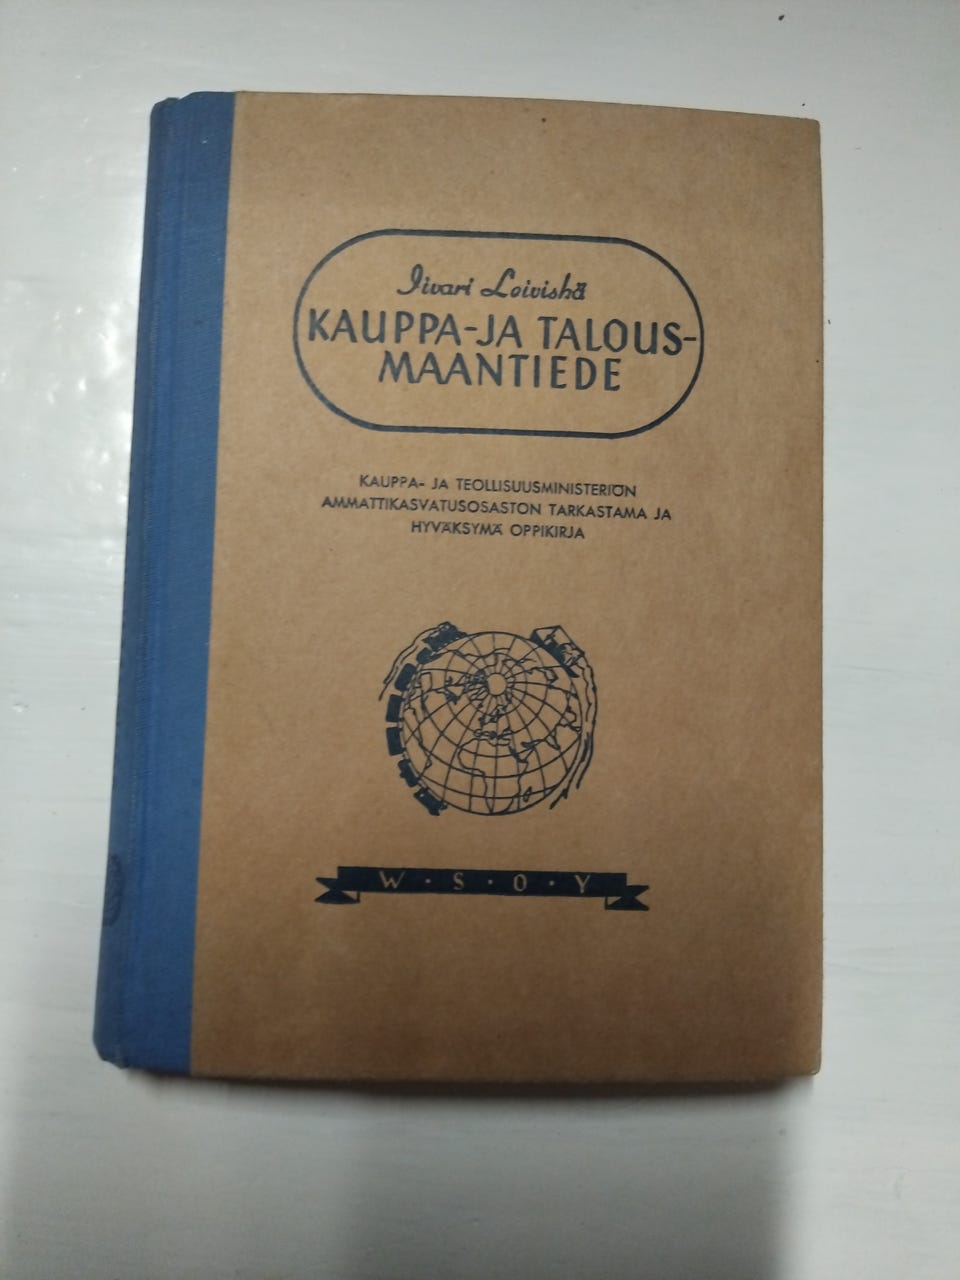 Iivari Leiviskä
KAUPPA-JA TALOUS-
MAANTIEDE
KAUPPA- JA TEOLLISUUSMINISTERIÖN
AMMATTIKASVATUSOSASTON TARKASTAMA JA
HYVÄKSYMÄ OPPIKIRJA
W·S·O·Y